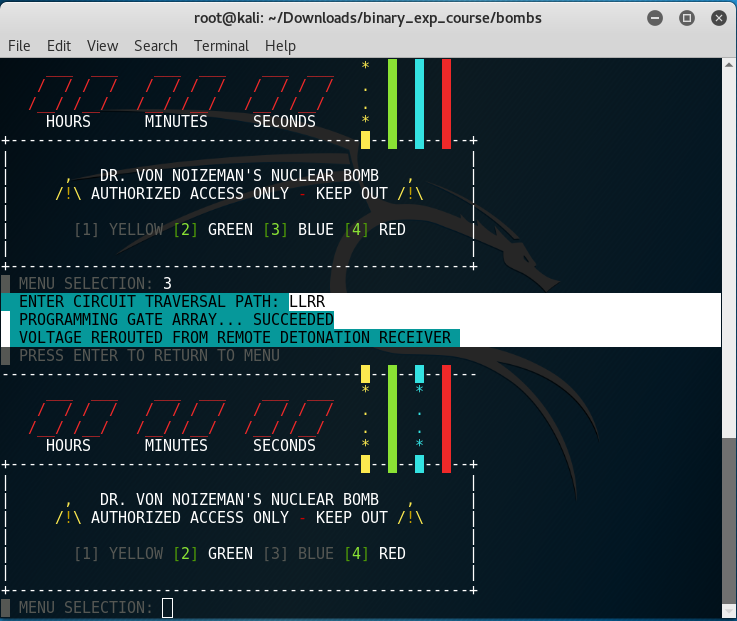 root@kali: ~/Downloads/binary_exp_course/bombs
File Edit View Search Terminal Help
HOURS MINUTES SECONDS
, DR. VON NOIZEMAN'S NUCLEAR BOMB ,
/!\ AUTHORIZED ACCESS ONLY - KEEP OUT /!\
[1] YELLOW [2] GREEN [3] BLUE [4] RED
MENU SELECTION: 3
ENTER CIRCUIT TRAVERSAL PATH: LLRR
PROGRAMMING GATE ARRAY... SUCCEEDED
VOLTAGE REROUTED FROM REMOTE DETONATION RECEIVER
PRESS ENTER TO RETURN TO MENU
HOURS MINUTES SECONDS
, DR. VON NOIZEMAN'S NUCLEAR BOMB ,
/!\ AUTHORIZED ACCESS ONLY - KEEP OUT /!\
[1] YELLOW [2] GREEN [3] BLUE [4] RED
MENU SELECTION: